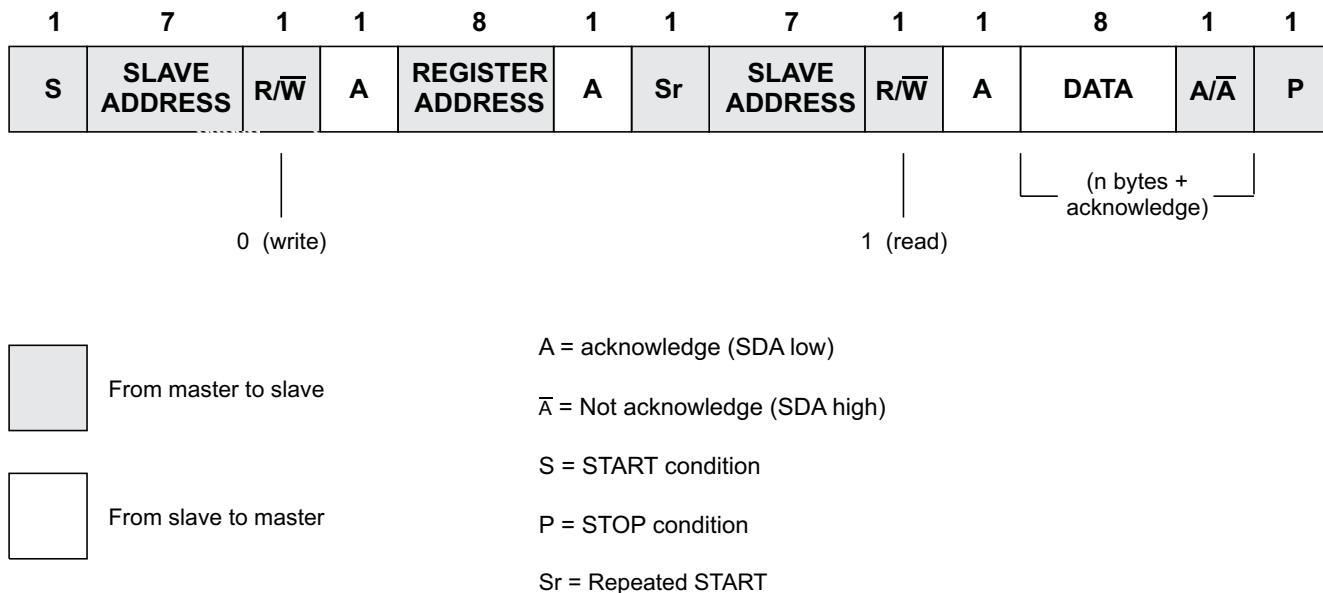 1 7 1 1 8 1 1 7 1 1 8 1 1
S SLAVE ADDRESS R/W̅ A REGISTER ADDRESS A Sr SLAVE ADDRESS R/W̅ A DATA A/A̅ P
0 (write)
1 (read)
(n bytes +
acknowledge)
From master to slave
From slave to master
A = acknowledge (SDA low)
A̅ = Not acknowledge (SDA high)
S = START condition
P = STOP condition
Sr = Repeated START